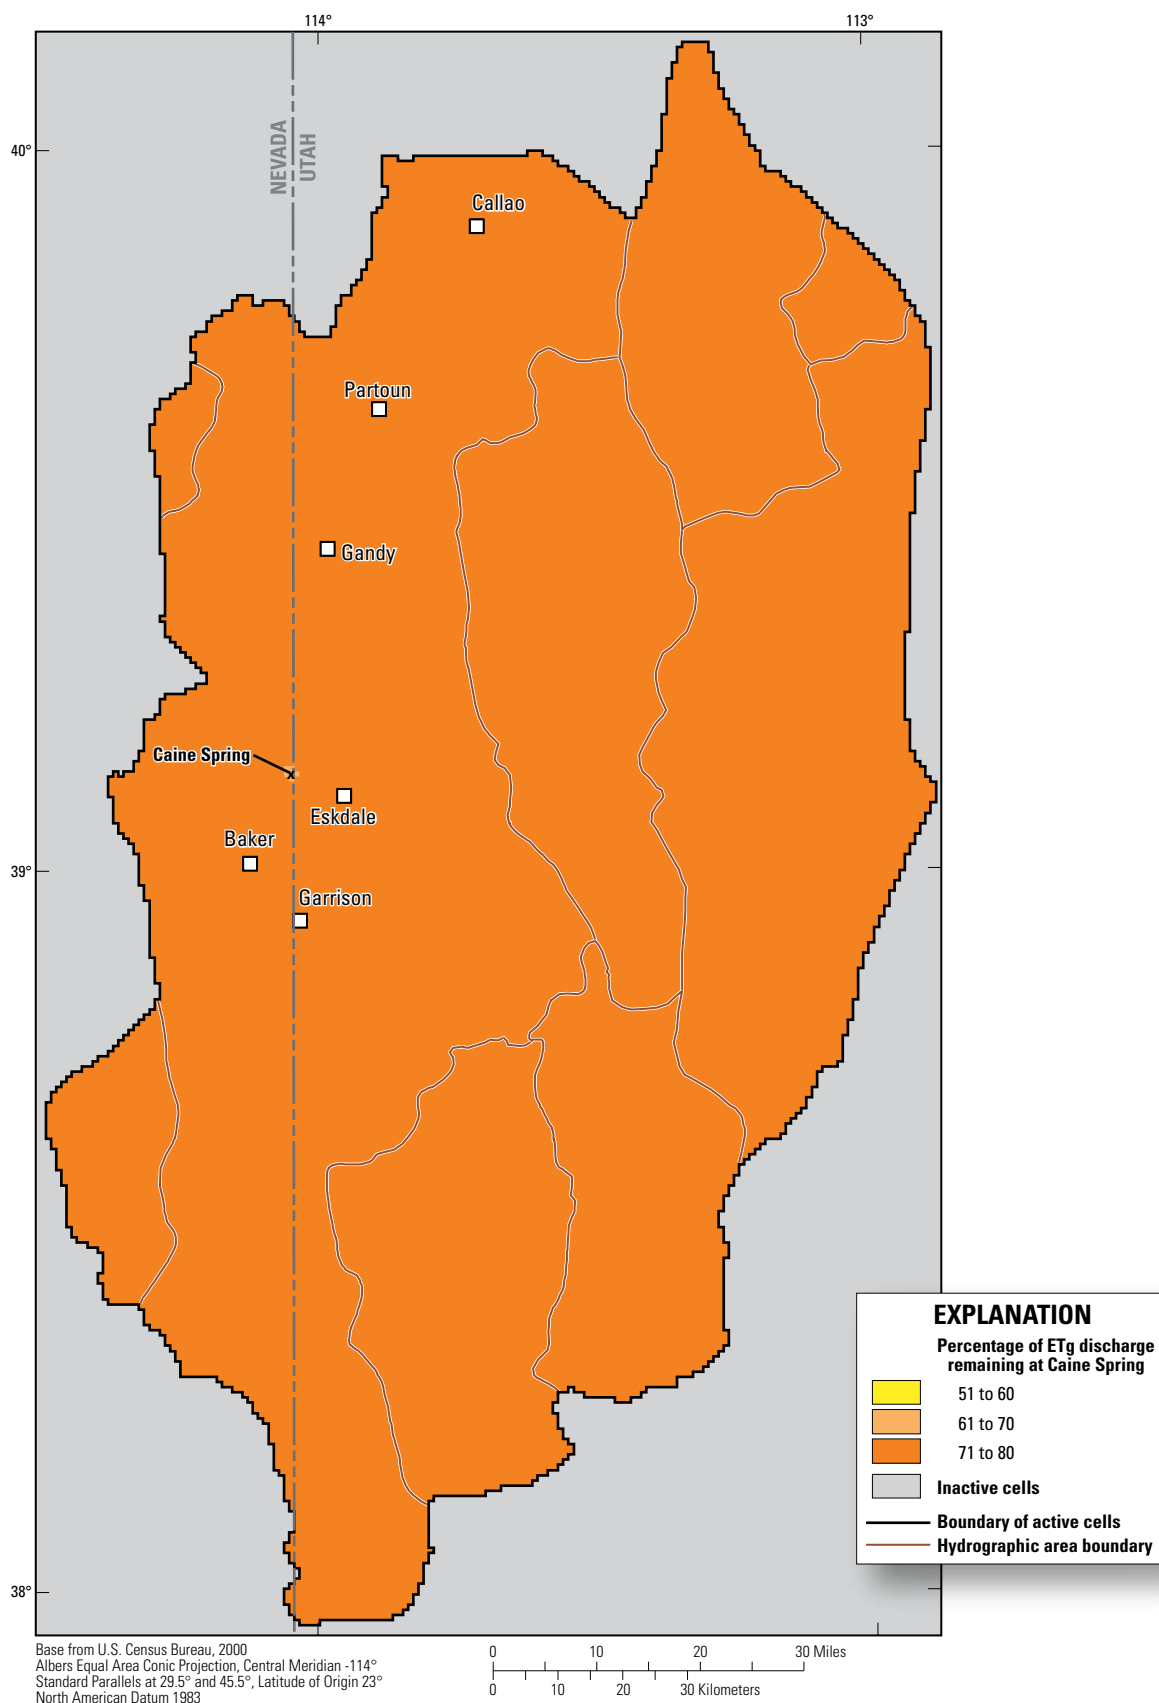 114°
113°
40°
NEVADA
UTAH
Callao
Partoun
Gandy
Caine Spring
Eskdale
Baker
39°
Garrison
EXPLANATION
Percentage of ETg discharge
remaining at Caine Spring
51 to 60
61 to 70
71 to 80
Inactive cells
Boundary of active cells
Hydrographic area boundary
38°
Base from U.S. Census Bureau, 2000
Albers Equal Area Conic Projection, Central Meridian -114°
Standard Parallels at 29.5° and 45.5°, Latitude of Origin 23°
North American Datum 1983
0 10 20 30 Miles
0 10 20 30 Kilometers